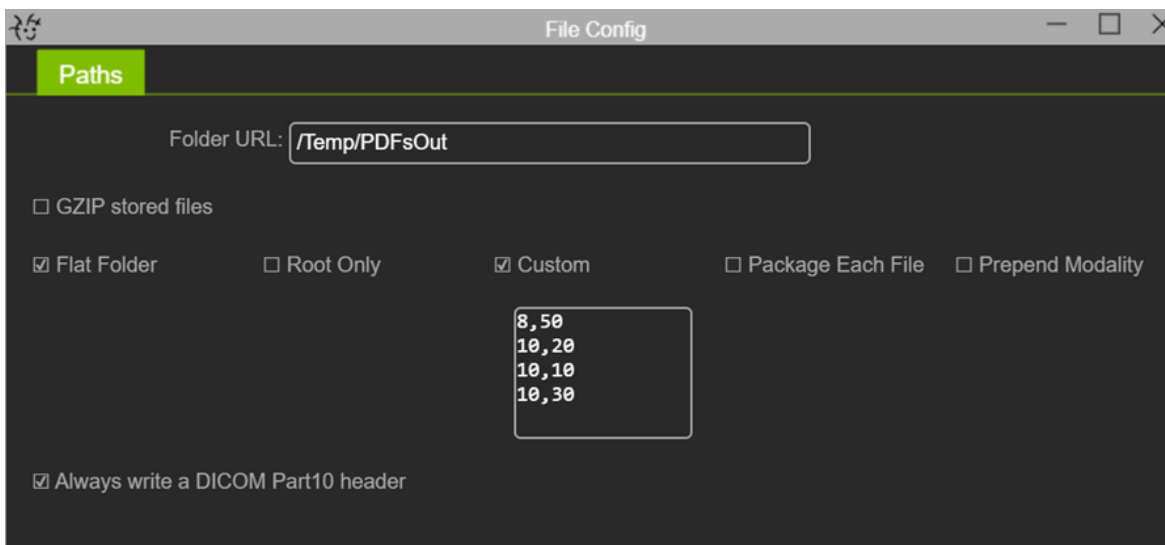 File Config
Paths
Folder URL: /Temp/PDFsOut
GZIP stored files
Flat Folder Root Only Custom Package Each File Prepend Modality
8,50
10,20
10,10
10,30
Always write a DICOM Part10 header